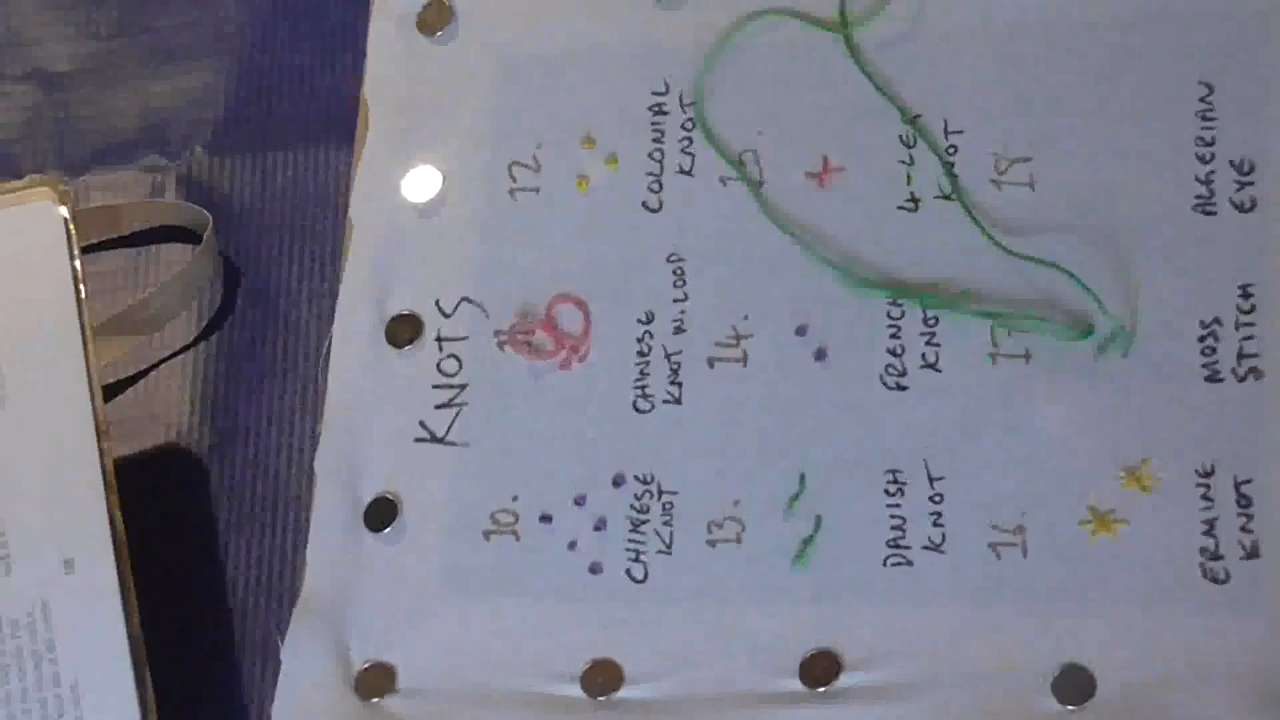 KNOTS
10.
11.
12.
CHINESE
KNOT
CHINESE
KNOT W. LOOP
COLONIAL
KNOT
13.
14.
15.
DANISH
KNOT
FRENCH
KNOT
4-LEG
KNOT
16.
17
18
ERMINE
KNOT
MOSS
STITCH
ALGERIAN
EYE